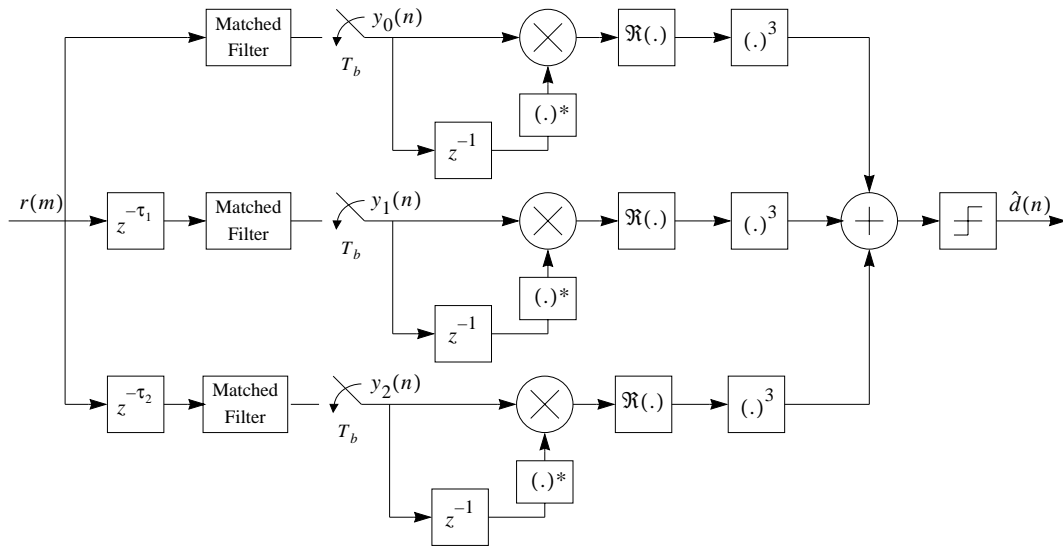 Matched
Filter
T_b
y_0(n)
ℜ(.)
(.)^3
(.)*
z^{-1}
r(m)
z^{-τ_1}
Matched
Filter
T_b
y_1(n)
ℜ(.)
(.)^3
d̂(n)
(.)*
z^{-1}
z^{-τ_2}
Matched
Filter
T_b
y_2(n)
ℜ(.)
(.)^3
(.)*
z^{-1}